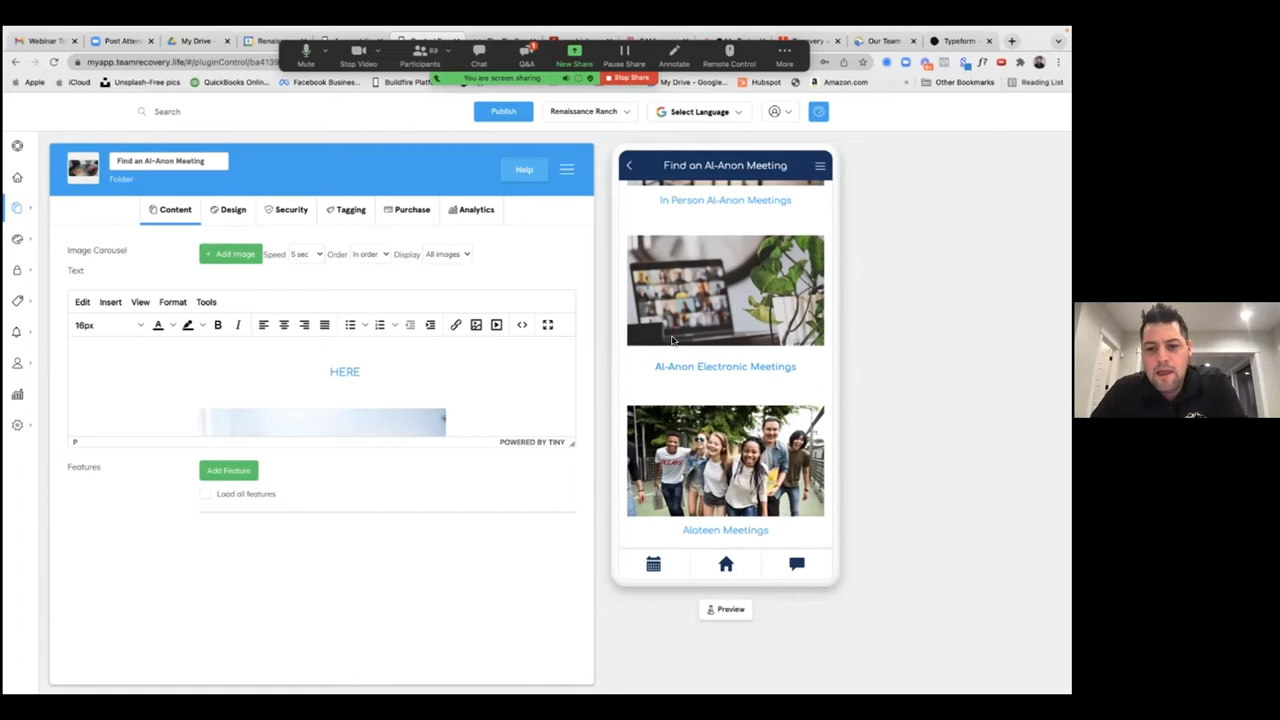 Webinar T
Post Atten
My Drive -
Renais
Our Team
Typeform -
Mute
Stop Video
Participants
89
Chat
Q&A
1
New Share
Pause Share
Annotate
Remote Control
More
myapp.teamrecovery.life/#/pluginControl/ba4139
You are screen sharing
Stop Share
Apple
Unsplash-Free pics
QuickBooks Online
Facebook Business...
Buildfire Platf
My Drive - Google...
Hubspot
Amazon.com
Other Bookmarks
Reading List
Search
Publish
Renaissance Ranch
Select Language
Find an Al-Anon Meeting
Folder
Help
Content
Design
Security
Tagging
Purchase
Analytics
Image Carousel
+ Add Image
Speed
5 sec
Order
In order
Display
All images
Text
Edit
Insert
View
Format
Tools
16px
A
B
I
HERE
P
POWERED BY TINY
Features
Add Feature
Load all features
Find an Al-Anon Meeting
In Person Al-Anon Meetings
Al-Anon Electronic Meetings
Alateen Meetings
Preview